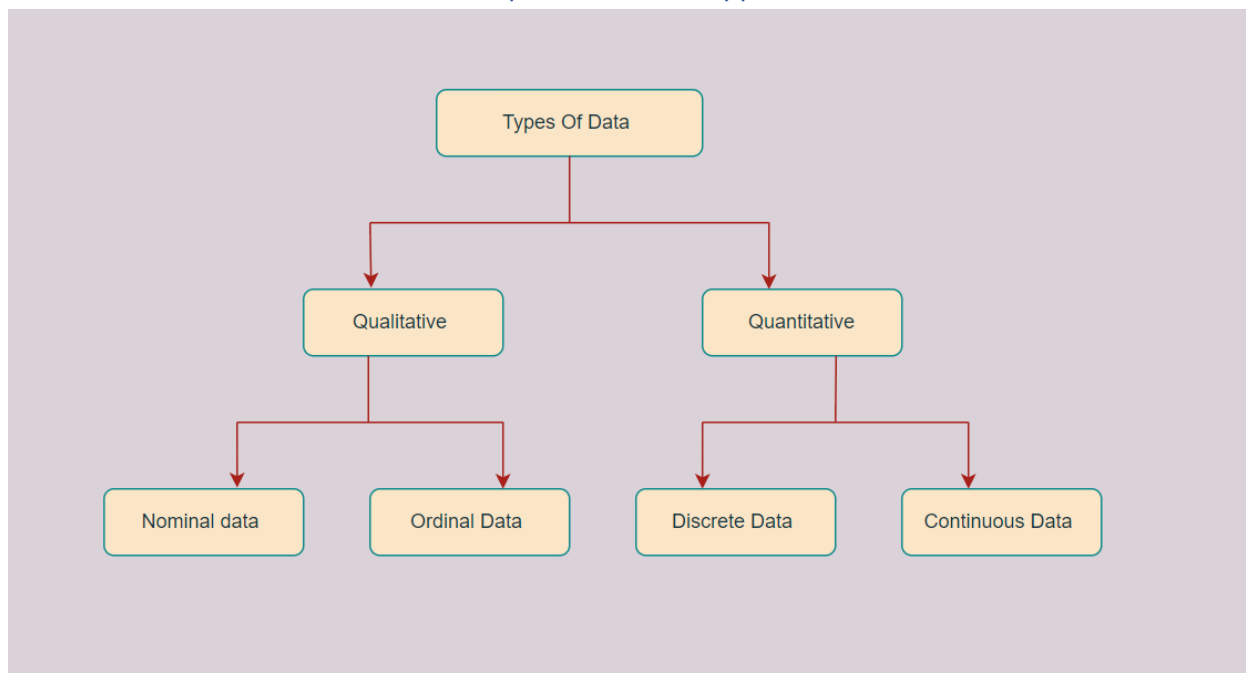 Types Of Data
Qualitative
Quantitative
Nominal data
Ordinal Data
Discrete Data
Continuous Data